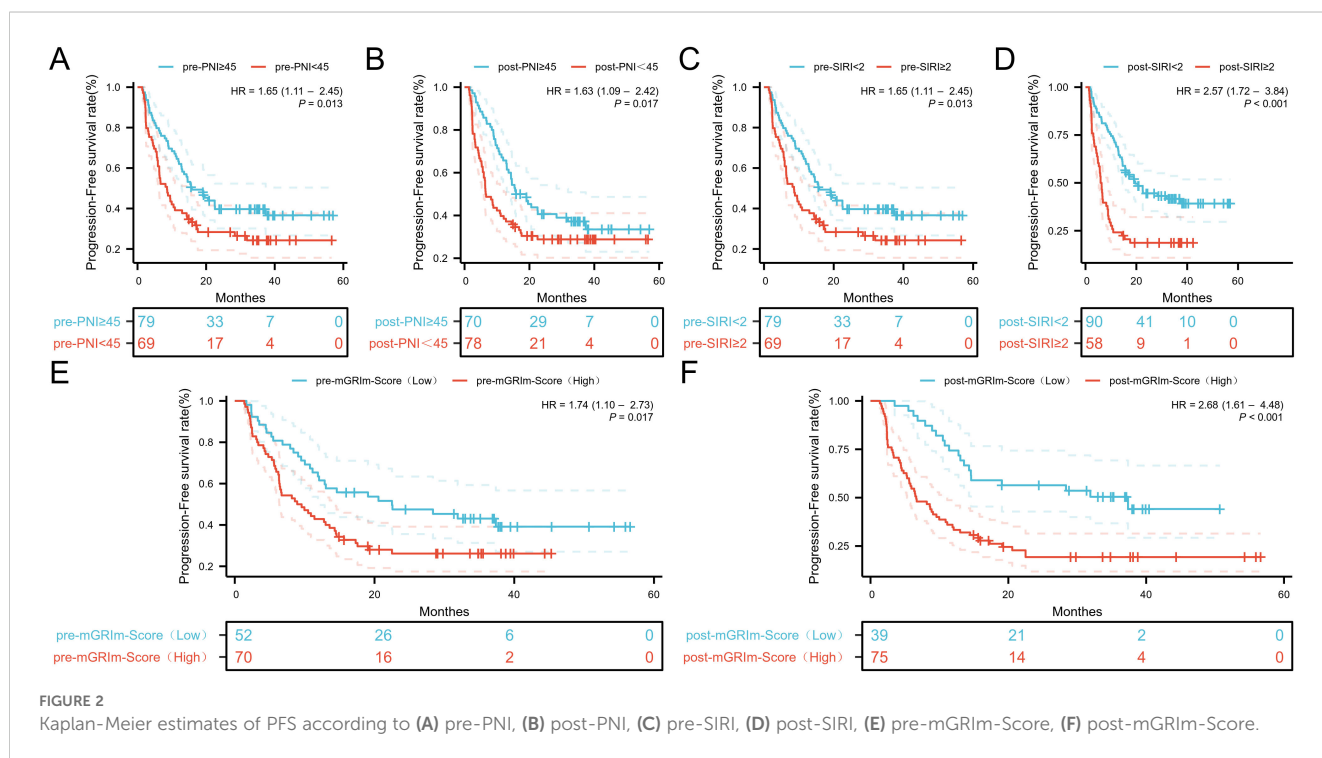 A
pre-PNI≥45 pre-PNI<45
HR = 1.65 (1.11 − 2.45)
P = 0.013
Progression-Free survival rate(%)
1.0
0.8
0.6
0.4
0.2
0 20 40 60
Monthes
pre-PNI≥45 79 33 7 0
pre-PNI<45 69 17 4 0
B
post-PNI≥45 post-PNI＜45
HR = 1.63 (1.09 − 2.42)
P = 0.017
Progression-Free survival rate(%)
1.0
0.8
0.6
0.4
0.2
0 20 40 60
Monthes
post-PNI≥45 70 29 7 0
post-PNI＜45 78 21 4 0
C
pre-SIRI<2 pre-SIRI≥2
HR = 1.65 (1.11 − 2.45)
P = 0.013
Progression-Free survival rate(%)
1.0
0.8
0.6
0.4
0.2
0 20 40 60
Monthes
pre-SIRI<2 79 33 7 0
pre-SIRI≥2 69 17 4 0
D
post-SIRI<2 post-SIRI≥2
HR = 2.57 (1.72 − 3.84)
P < 0.001
Progression-Free survival rate(%)
1.00
0.75
0.50
0.25
0 20 40 60
Monthes
post-SIRI<2 90 41 10 0
post-SIRI≥2 58 9 1 0
E
pre-mGRIm-Score（Low） pre-mGRIm-Score（High）
HR = 1.74 (1.10 − 2.73)
P = 0.017
Progression-Free survival rate(%)
1.0
0.8
0.6
0.4
0.2
0 20 40 60
Monthes
pre-mGRIm-Score（Low） 52 26 6 0
pre-mGRIm-Score（High） 70 16 2 0
F
post-mGRIm-Score（Low） post-mGRIm-Score（High）
HR = 2.68 (1.61 − 4.48)
P < 0.001
Progression-Free survival rate(%)
1.00
0.75
0.50
0.25
0 20 40 60
Monthes
post-mGRIm-Score（Low） 39 21 2 0
post-mGRIm-Score（High） 75 14 4 0
FIGURE 2
Kaplan-Meier estimates of PFS according to (A) pre-PNI, (B) post-PNI, (C) pre-SIRI, (D) post-SIRI, (E) pre-mGRIm-Score, (F) post-mGRIm-Score.